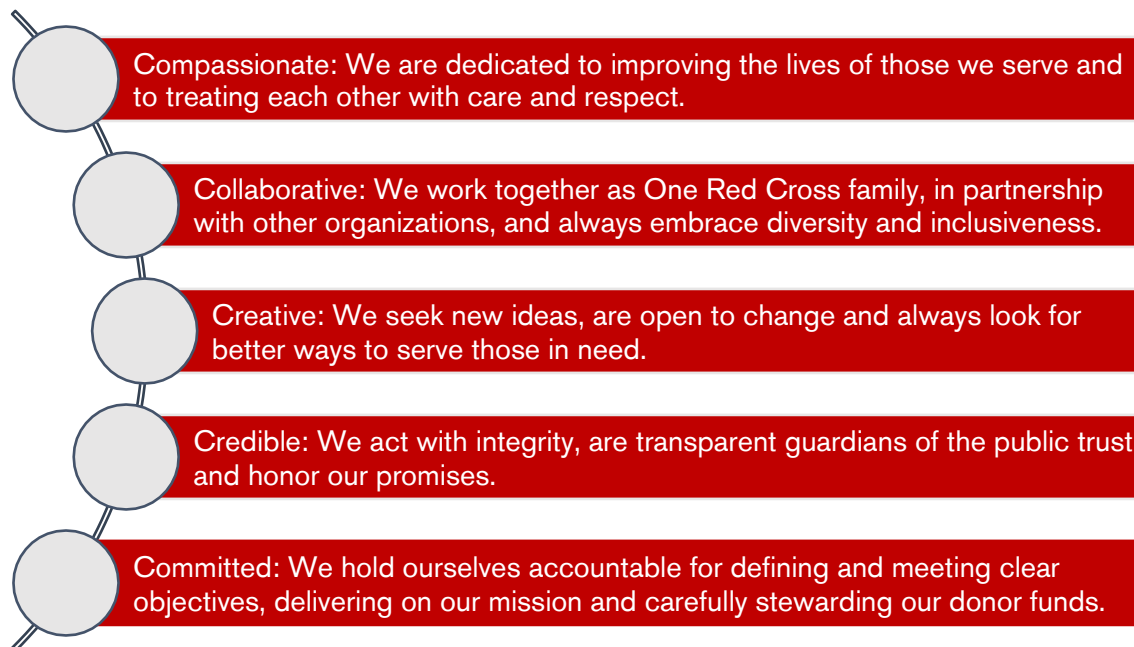 Compassionate: We are dedicated to improving the lives of those we serve and
to treating each other with care and respect.
Collaborative: We work together as One Red Cross family, in partnership
with other organizations, and always embrace diversity and inclusiveness.
Creative: We seek new ideas, are open to change and always look for
better ways to serve those in need.
Credible: We act with integrity, are transparent guardians of the public trust
and honor our promises.
Committed: We hold ourselves accountable for defining and meeting clear
objectives, delivering on our mission and carefully stewarding our donor funds.